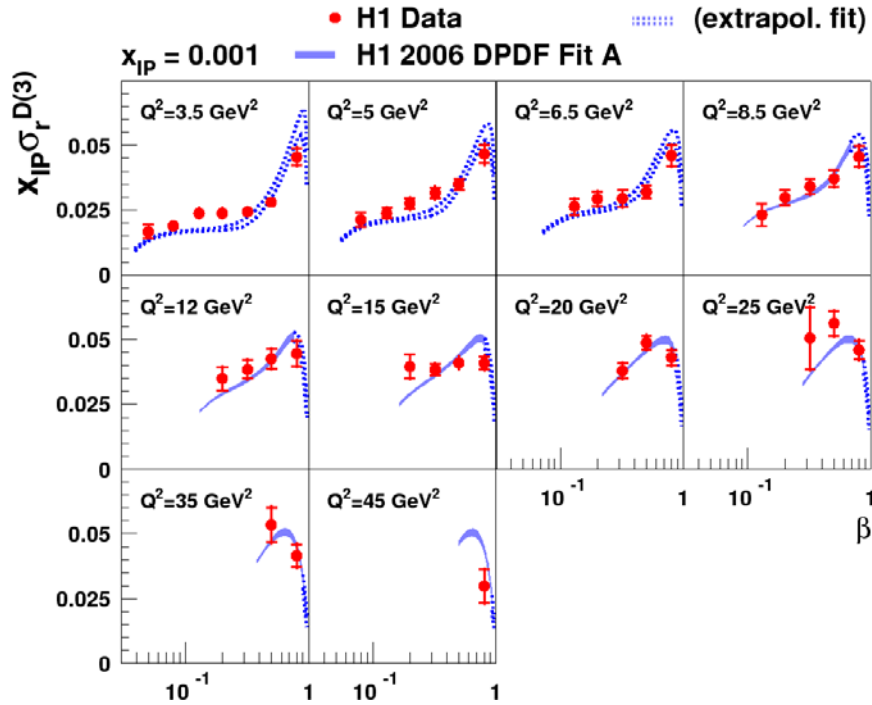 H1 Data (extrapol. fit)
x_IP = 0.001 H1 2006 DPDF Fit A
x_IP σ_r^D(3)
Q²=3.5 GeV² Q²=5 GeV² Q²=6.5 GeV² Q²=8.5 GeV²
0.05
0.025
0
Q²=12 GeV² Q²=15 GeV² Q²=20 GeV² Q²=25 GeV²
0.05
0.025
0
10⁻¹ 1 10⁻¹ 1
β
Q²=35 GeV² Q²=45 GeV²
0.05
0.025
0
10⁻¹ 1 10⁻¹ 1